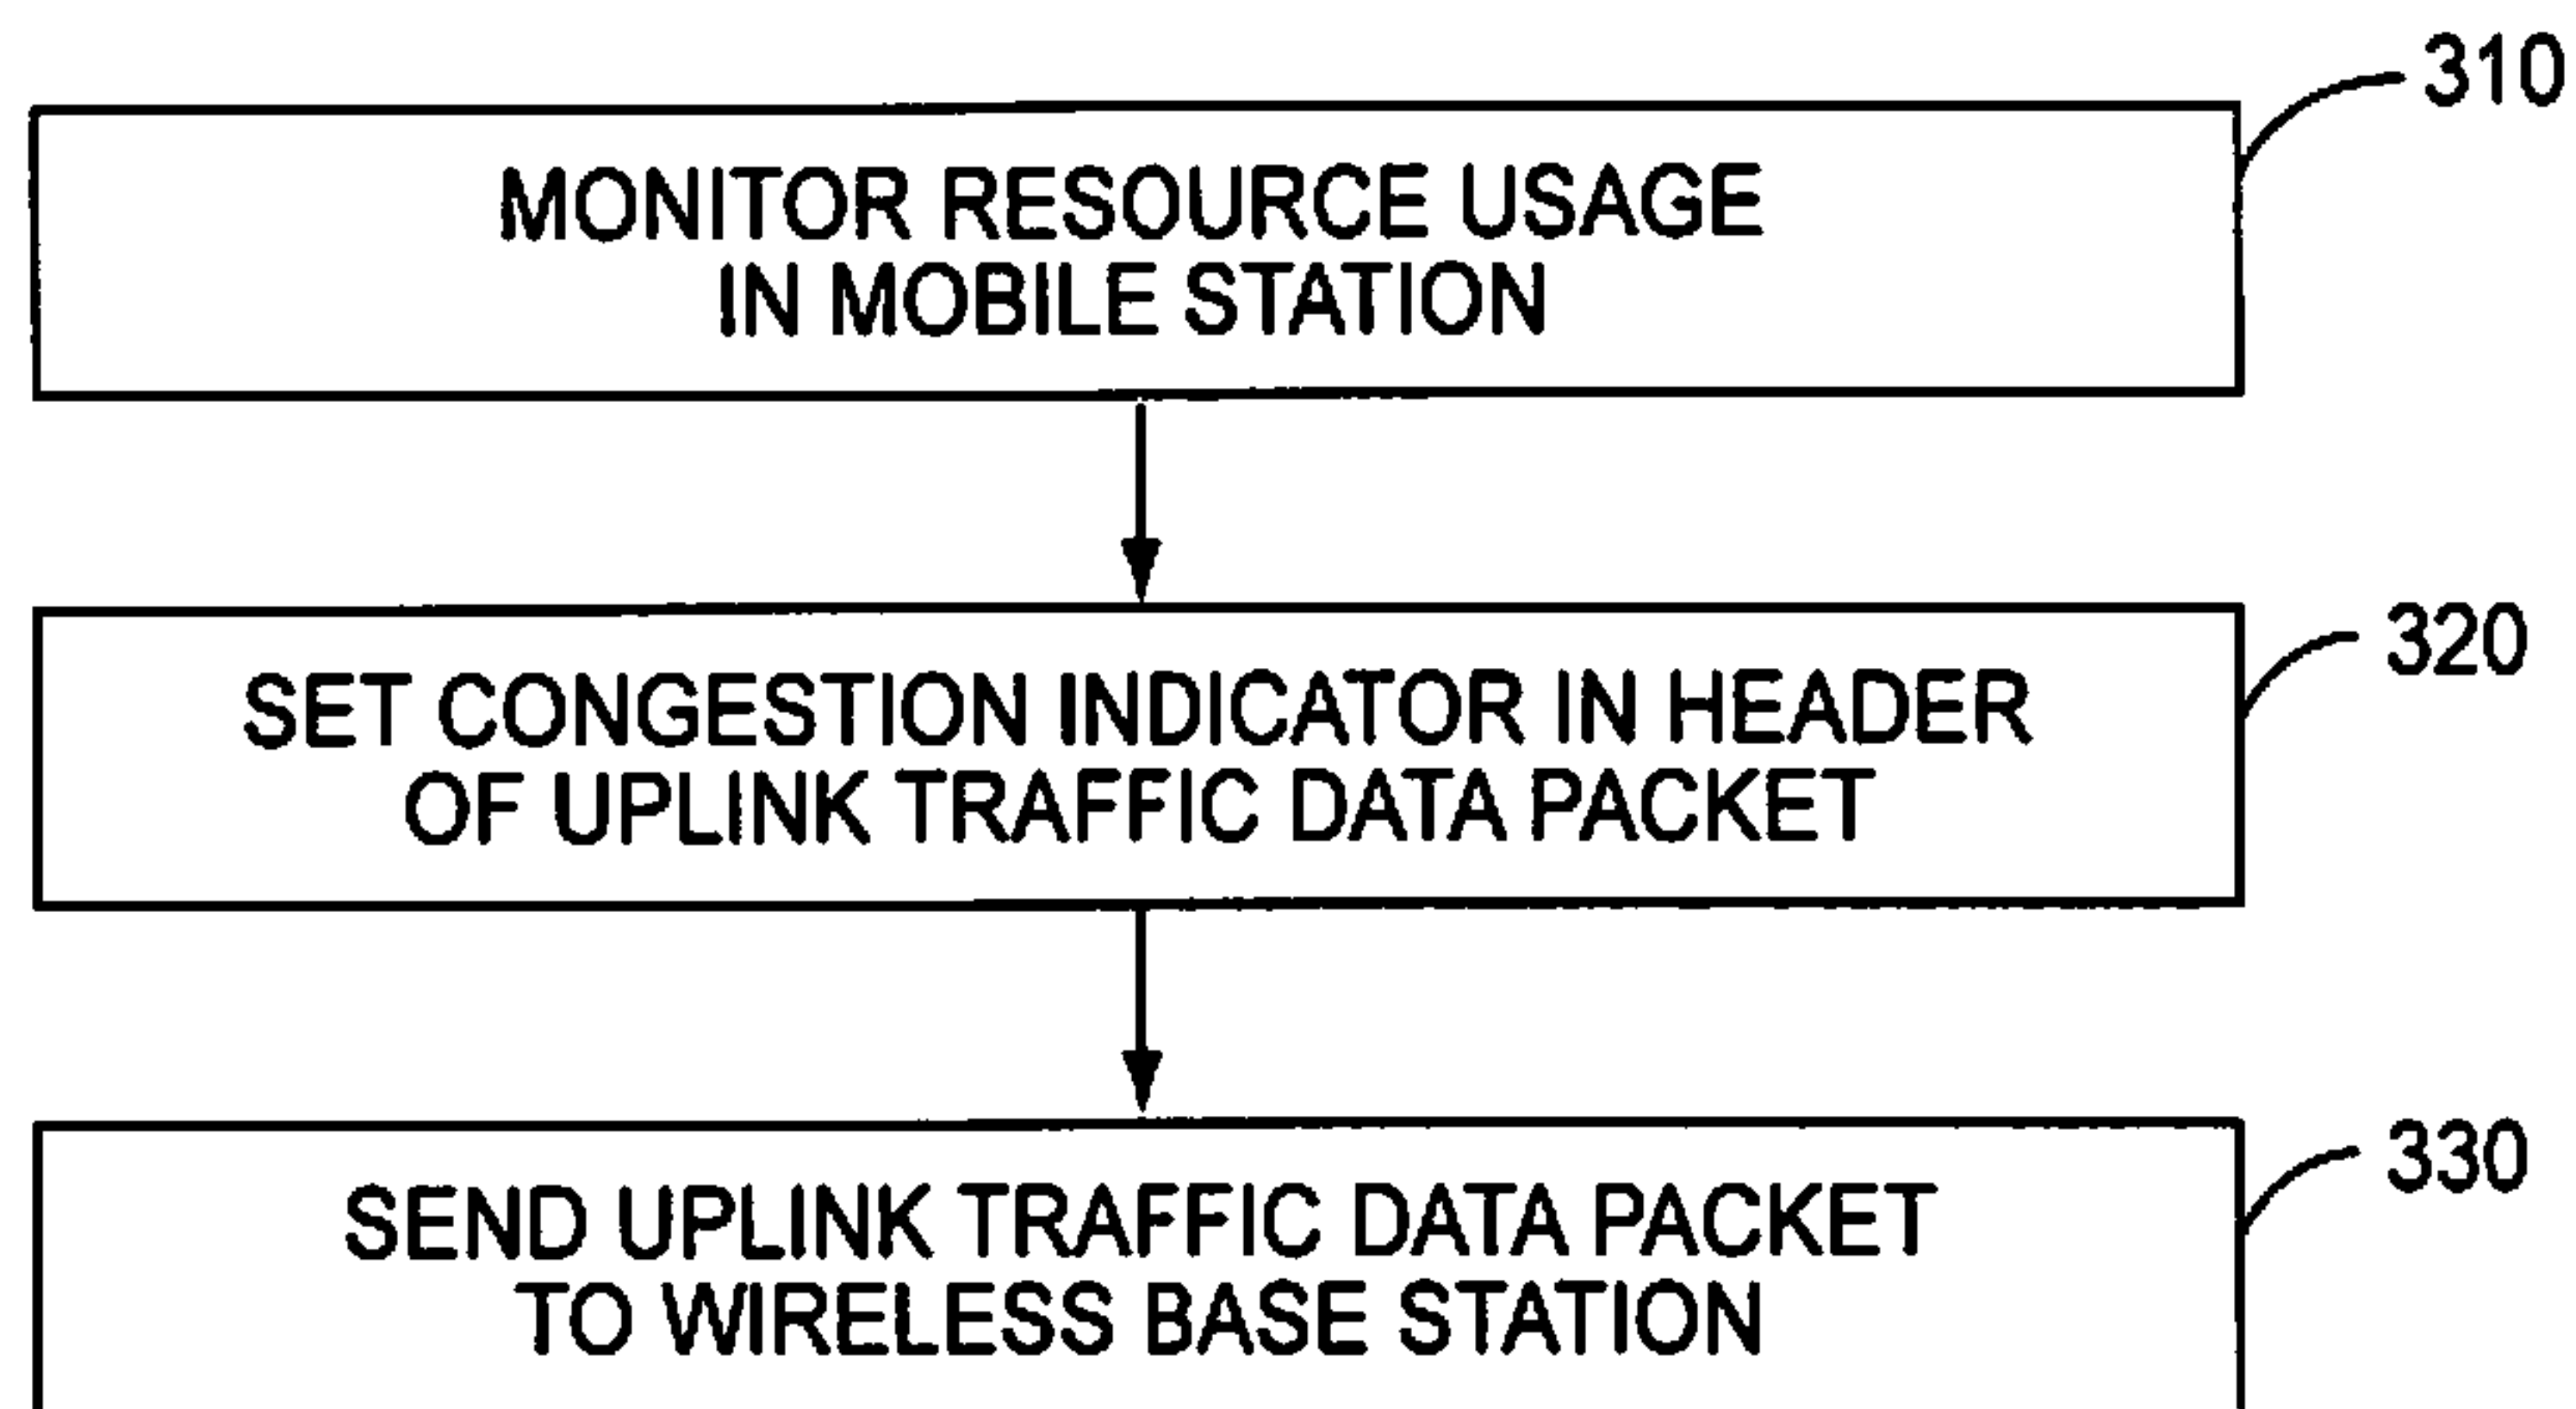 310
MONITOR RESOURCE USAGE
IN MOBILE STATION
320
SET CONGESTION INDICATOR IN HEADER
OF UPLINK TRAFFIC DATA PACKET
330
SEND UPLINK TRAFFIC DATA PACKET
TO WIRELESS BASE STATION